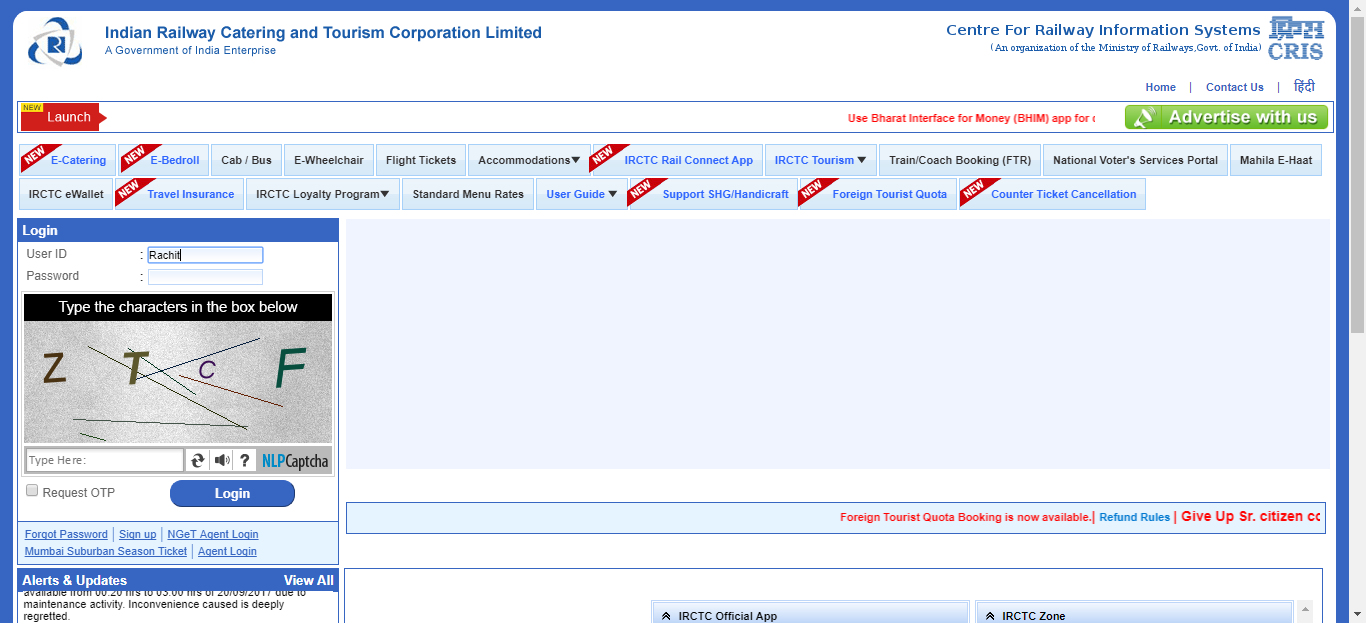 Indian Railway Catering and Tourism Corporation Limited
A Government of India Enterprise
Centre For Railway Information Systems
(An organization of the Ministry of Railways,Govt. of India)
CRIS
Home | Contact Us | हिंदी
NEW
Launch
Use Bharat Interface for Money (BHIM) app for
Advertise with us
NEW E-Catering NEW E-Bedroll Cab / Bus E-Wheelchair Flight Tickets Accommodations▼ NEW IRCTC Rail Connect App IRCTC Tourism ▼ Train/Coach Booking (FTR) National Voter's Services Portal Mahila E-Haat
IRCTC eWallet NEW Travel Insurance IRCTC Loyalty Program▼ Standard Menu Rates User Guide ▼ NEW Support SHG/Handicraft NEW Foreign Tourist Quota NEW Counter Ticket Cancellation
Login
User ID : Rachit
Password :
Type the characters in the box below
Z T C F
Type Here:
? NLPCaptcha
Request OTP
Login
Forgot Password | Sign up | NGeT Agent Login
Mumbai Suburban Season Ticket | Agent Login
Foreign Tourist Quota Booking is now available.| Refund Rules | Give Up Sr. citizen
Alerts & Updates View All
available from 00.20 hrs to 03.00 hrs of 20/09/2017 due to
maintenance activity. Inconvenience caused is deeply
regretted.
IRCTC Official App
IRCTC Zone